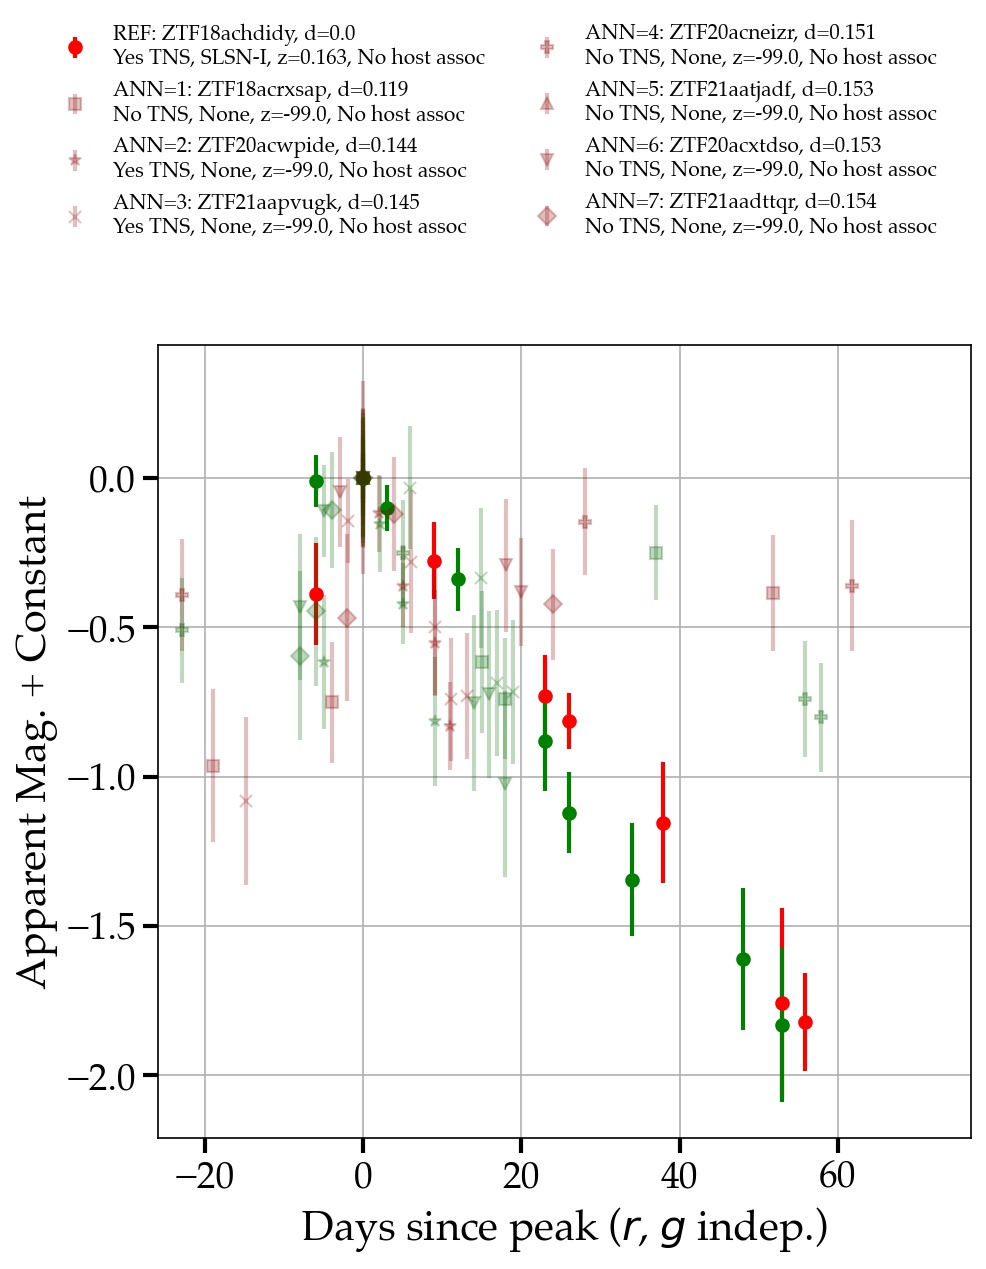 REF: ZTF18achdidy, d=0.0
Yes TNS, SLSN-I, z=0.163, No host assoc
ANN=1: ZTF18acrxsap, d=0.119
No TNS, None, z=-99.0, No host assoc
ANN=2: ZTF20acwpide, d=0.144
Yes TNS, None, z=-99.0, No host assoc
ANN=3: ZTF21aapvugk, d=0.145
Yes TNS, None, z=-99.0, No host assoc
ANN=4: ZTF20acneizr, d=0.151
No TNS, None, z=-99.0, No host assoc
ANN=5: ZTF21aatjadf, d=0.153
No TNS, None, z=-99.0, No host assoc
ANN=6: ZTF20acxtdso, d=0.153
No TNS, None, z=-99.0, No host assoc
ANN=7: ZTF21aadttqr, d=0.154
No TNS, None, z=-99.0, No host assoc
Apparent Mag. + Constant
0.0
−0.5
−1.0
−1.5
−2.0
−20 0 20 40 60
Days since peak (r, g indep.)